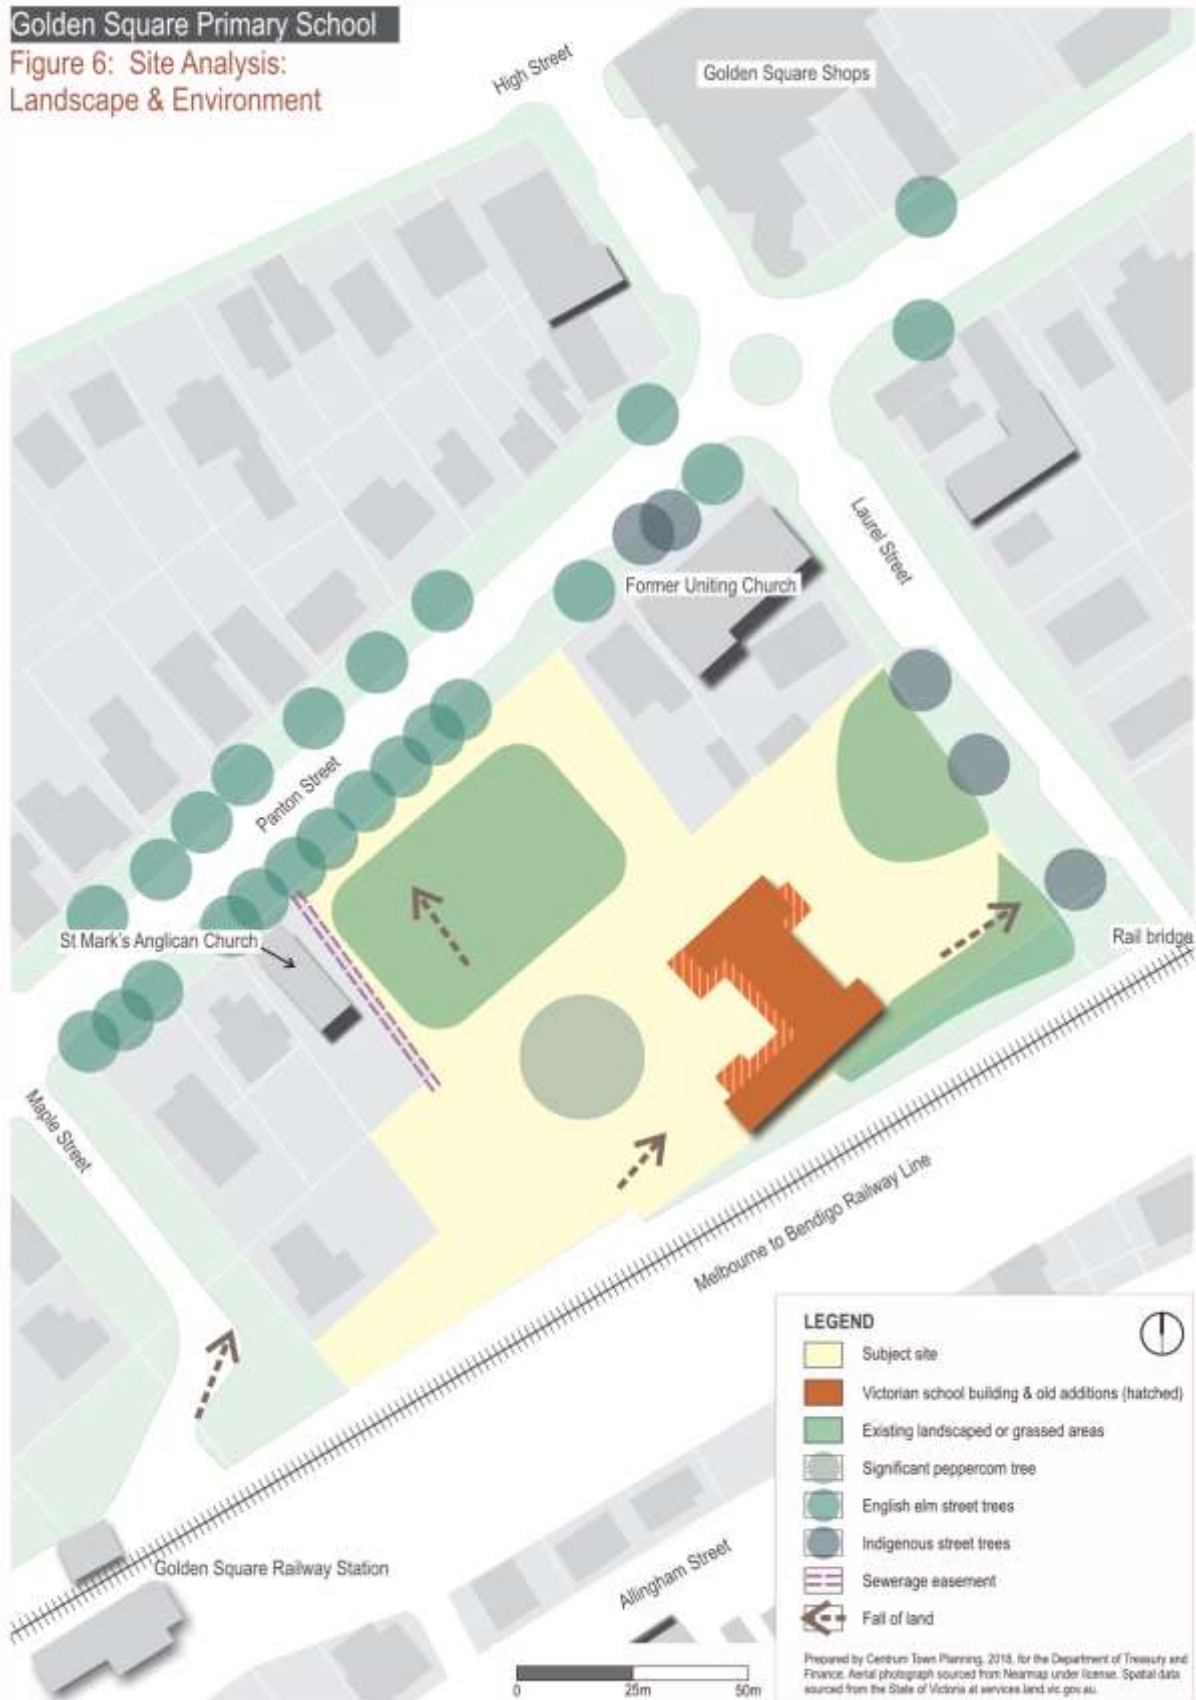 Golden Square Primary School
Figure 6: Site Analysis:
Landscape & Environment
High Street
Golden Square Shops
Laurel Street
Former Uniting Church
Panton Street
St Mark's Anglican Church
Rail bridge
Maple Street
Melbourne to Bendigo Railway Line
Golden Square Railway Station
Allingham Street
LEGEND
Subject site
Victorian school building & old additions (hatched)
Existing landscaped or grassed areas
Significant peppercorn tree
English elm street trees
Indigenous street trees
Sewerage easement
Fall of land
0 25m 50m
Prepared by Centrum Town Planning, 2018, for the Department of Treasury and
Finance. Aerial photograph sourced from Nearmap under license. Spatial data
sourced from the State of Victoria at services.land.vic.gov.au.